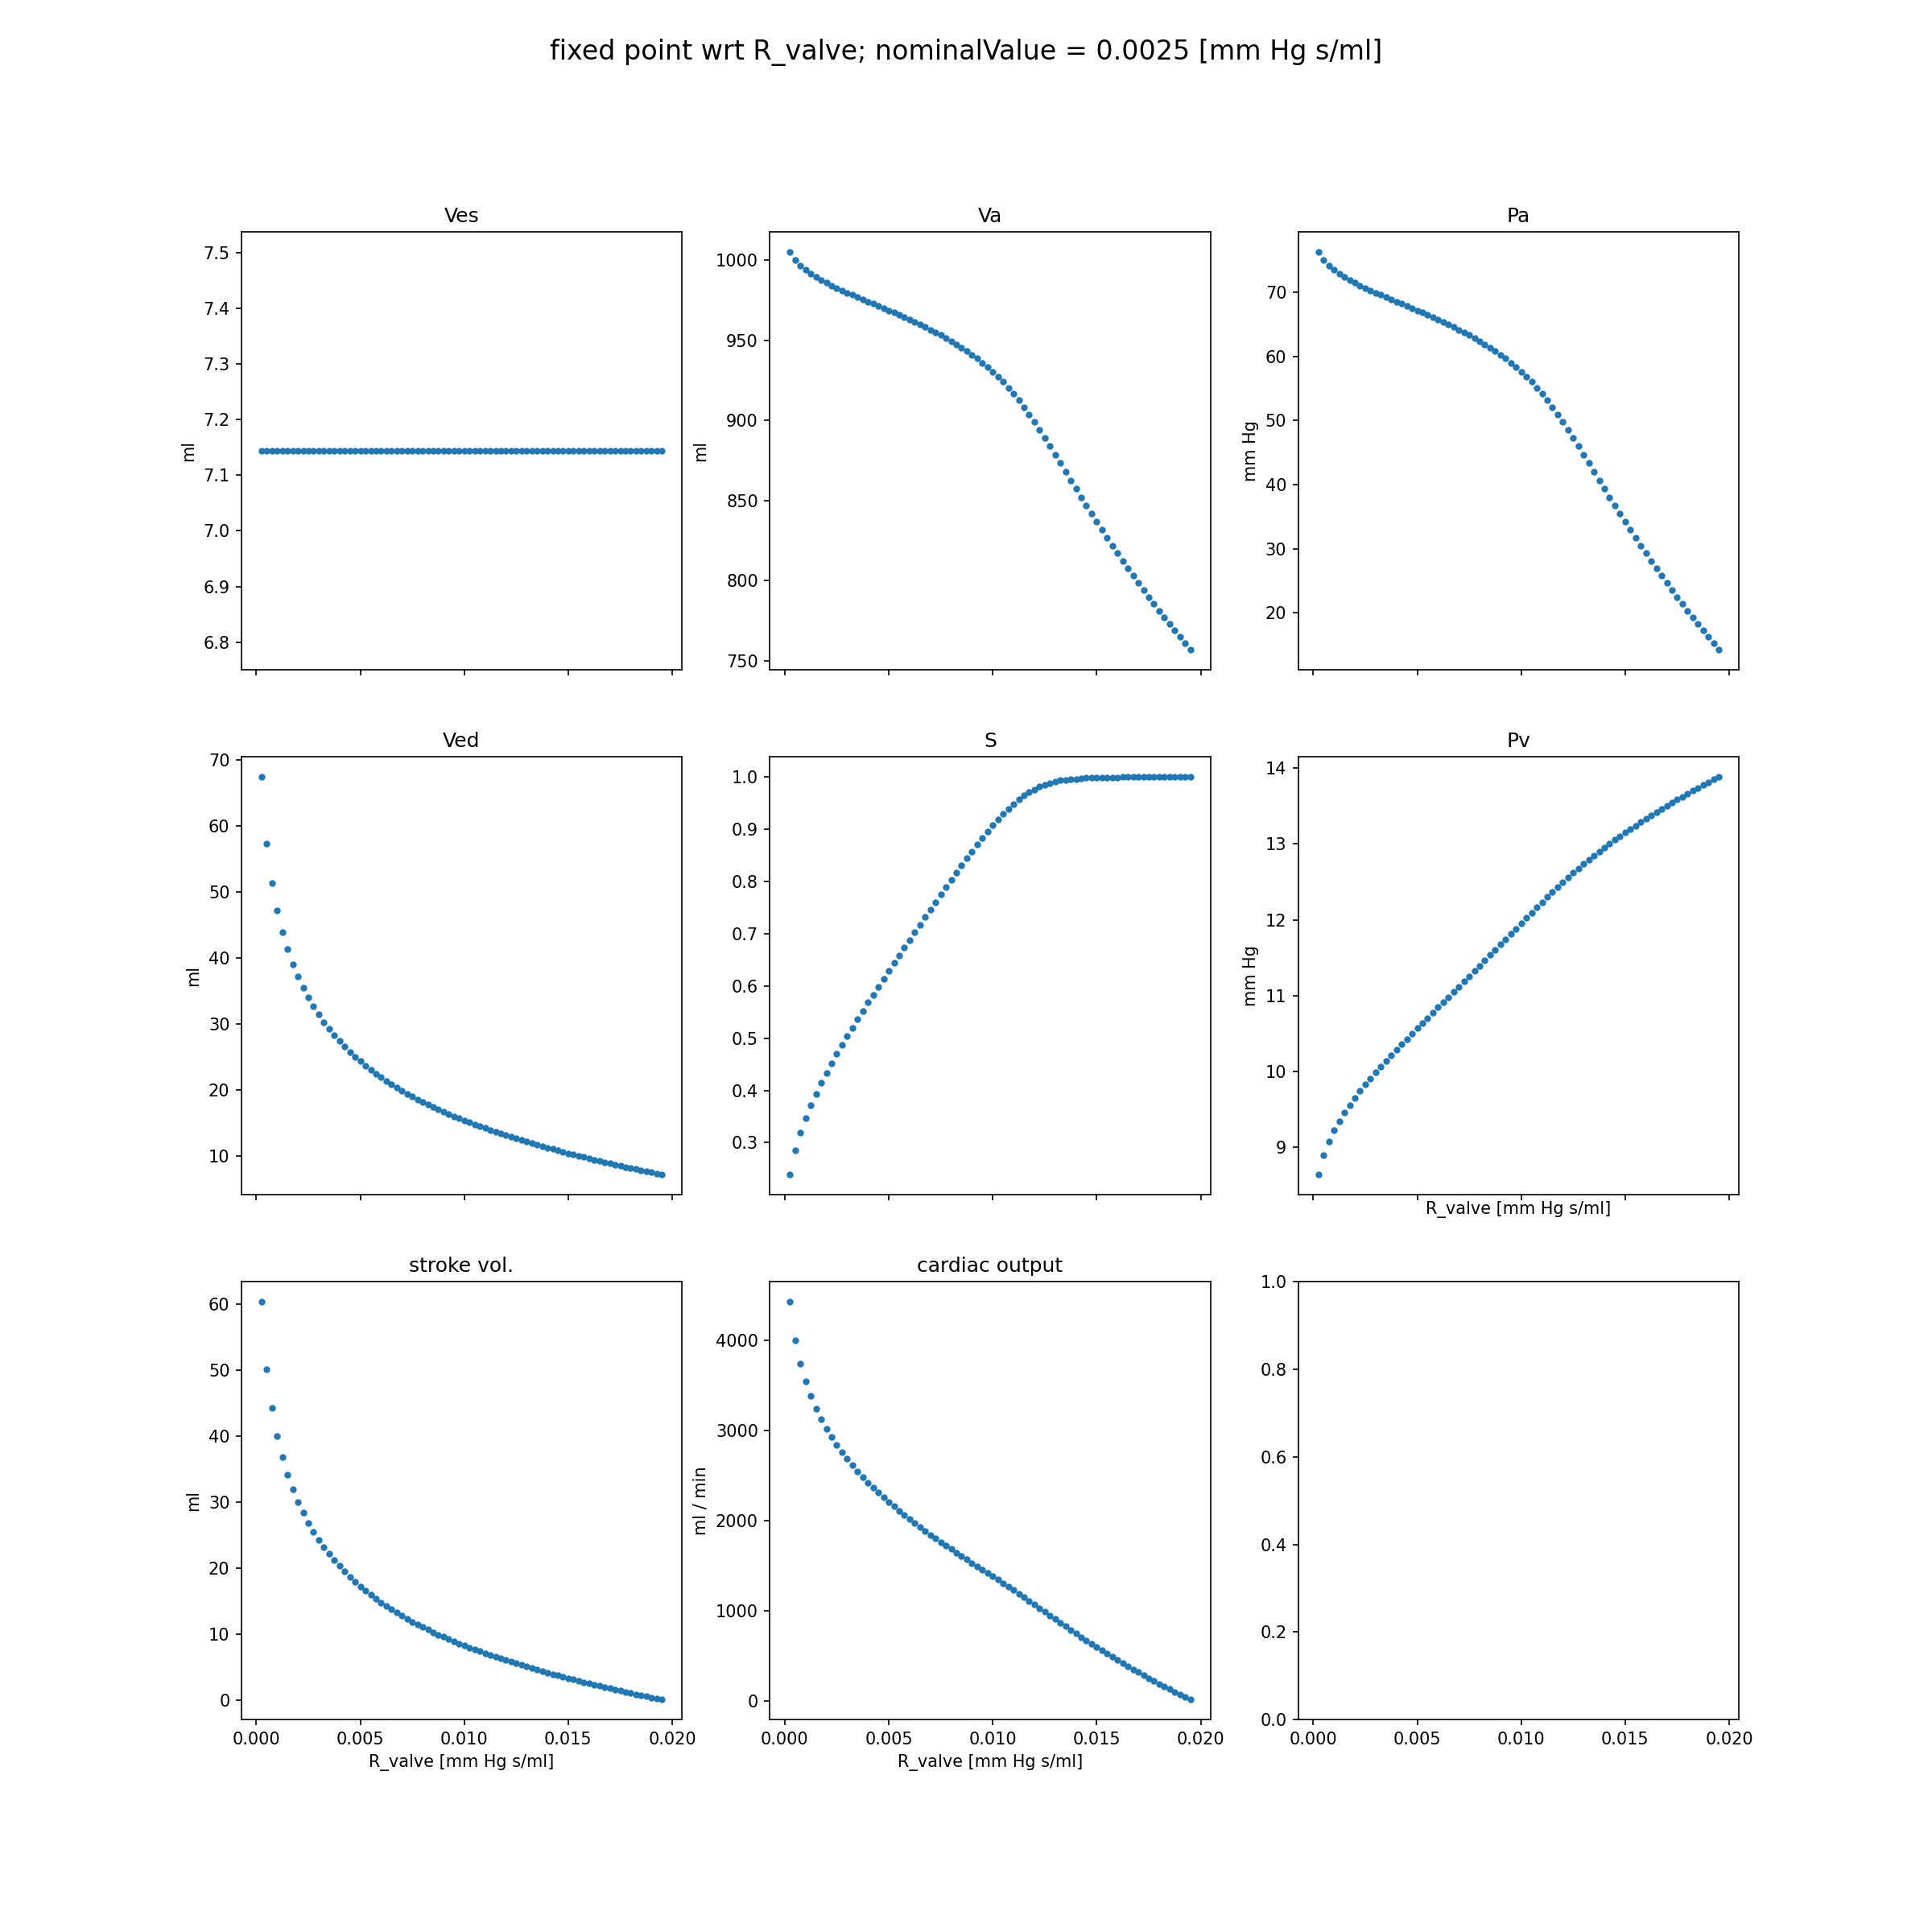 fixed point wrt R_valve; nominalValue = 0.0025 [mm Hg s/ml]
Ves
7.5
7.4
7.3
7.2
7.1
7.0
6.9
6.8
ml
Va
1000
950
900
850
800
750
ml
Pa
70
60
50
40
30
20
mm Hg
Ved
70
60
50
40
30
20
10
ml
S
1.0
0.9
0.8
0.7
0.6
0.5
0.4
0.3
Pv
14
13
12
11
10
9
mm Hg
R_valve [mm Hg s/ml]
stroke vol.
60
50
40
30
20
10
0
ml
0.000 0.005 0.010 0.015 0.020
R_valve [mm Hg s/ml]
cardiac output
4000
3000
2000
1000
0
ml / min
0.000 0.005 0.010 0.015 0.020
R_valve [mm Hg s/ml]
1.0
0.8
0.6
0.4
0.2
0.0
0.000 0.005 0.010 0.015 0.020